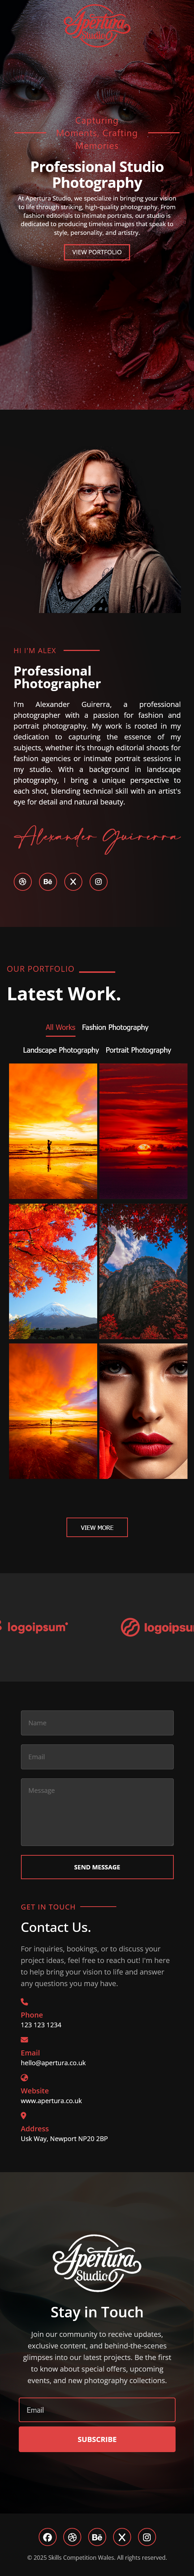 Apertura
Studio
Capturing
Moments, Crafting
Memories
Professional Studio
Photography
At Apertura Studio, we specialize in bringing your vision
to life through striking, high-quality photography. From
fashion editorials to intimate portraits, our studio is
dedicated to producing timeless images that speak to
style, personality, and artistry.
VIEW PORTFOLIO
HI I'M ALEX
Professional
Photographer
I'm Alexander Guirerra, a professional
photographer with a passion for fashion and
portrait photography. My work is rooted in my
dedication to capturing the essence of my
subjects, whether it's through editorial shoots for
fashion agencies or intimate portrait sessions in
my studio. With a background in landscape
photography, I bring a unique perspective to
each shot, blending technical skill with an artist's
eye for detail and natural beauty.
Alexander Guirerra
Bē X
OUR PORTFOLIO
Latest Work.
All Works Fashion Photography
Landscape Photography Portrait Photography
VIEW MORE
logoipsum logoipsum
Name
Email
Message
SEND MESSAGE
GET IN TOUCH
Contact Us.
For inquiries, bookings, or to discuss your
project ideas, feel free to reach out! I'm here
to help bring your vision to life and answer
any questions you may have.
Phone
123 123 1234
Email
hello@apertura.co.uk
Website
www.apertura.co.uk
Address
Usk Way, Newport NP20 2BP
Apertura
Studio
Stay in Touch
Join our community to receive updates,
exclusive content, and behind-the-scenes
glimpses into our latest projects. Be the first
to know about special offers, upcoming
events, and new photography collections.
Email
SUBSCRIBE
Bē X
© 2025 Skills Competition Wales. All rights reserved.